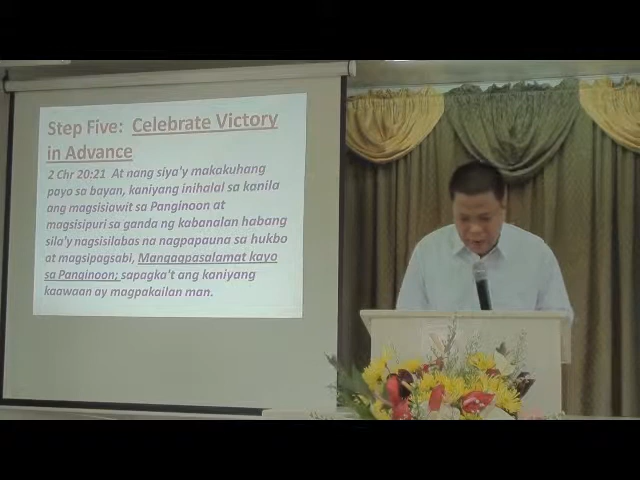 Step Five: Celebrate Victory
in Advance
2 Chr 20:21 At nang siya'y makakuhang
payo sa bayan, kaniyang inihalal sa kanila
ang magsisiawit sa Panginoon at
magsisipuri sa ganda ng kabanalan habang
sila'y nagsisilabas na nagpapauna sa hukbo
at magsipagsabi, Mangagpasalamat kayo
sa Panginoon; sapagka't ang kaniyang
kaawaan ay magpakailan man.